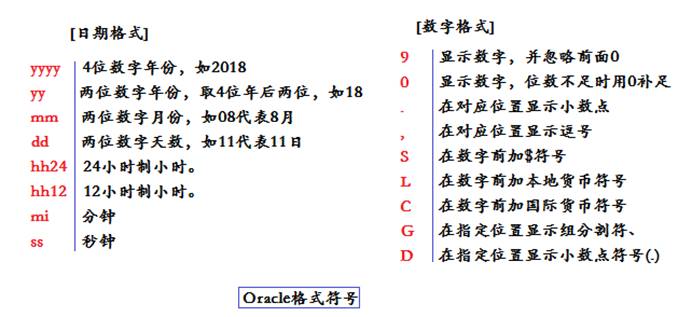 [日期格式]
yyyy 4位数字年份，如2018
yy 两位数字年份，取4位年后两位，如18
mm 两位数字月份，如08代表8月
dd 两位数字天数，如11代表11日
hh24 24小时制小时。
hh12 12小时制小时。
mi 分钟
ss 秒钟
[数字格式]
9 显示数字，并忽略前面0
0 显示数字，位数不足时用0补足
. 在对应位置显示小数点
, 在对应位置显示逗号
S 在数字前加$符号
L 在数字前加本地货币符号
C 在数字前加国际货币符号
G 在指定位置显示组分割符、
D 在指定位置显示小数点符号(.)
Oracle格式符号